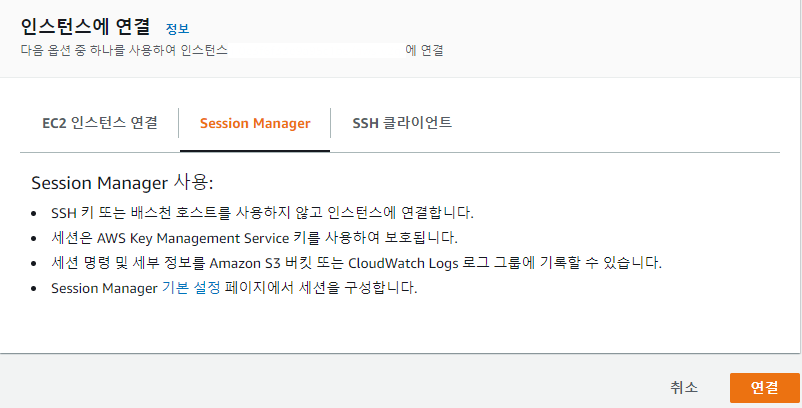 인스턴스에 연결 정보
다음 옵션 중 하나를 사용하여 인스턴스 에 연결
EC2 인스턴스 연결 Session Manager SSH 클라이언트
Session Manager 사용:
• SSH 키 또는 배스천 호스트를 사용하지 않고 인스턴스에 연결합니다.
• 세션은 AWS Key Management Service 키를 사용하여 보호됩니다.
• 세션 명령 및 세부 정보를 Amazon S3 버킷 또는 CloudWatch Logs 로그 그룹에 기록할 수 있습니다.
• Session Manager 기본 설정 페이지에서 세션을 구성합니다.
취소 연결